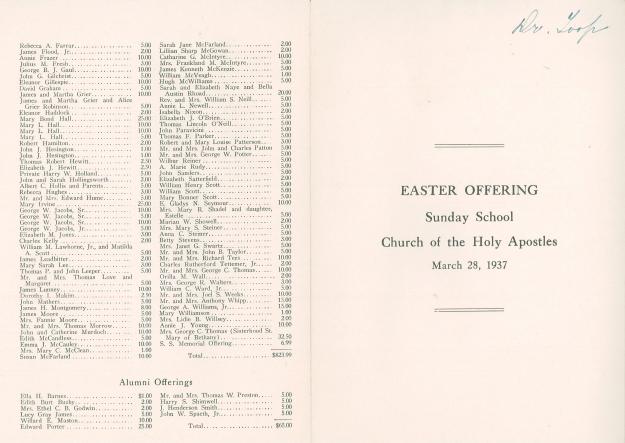 Rebecca A. Farrar 5.00
James Flood, Jr. 2.00
Annie Frazer 10.00
Julius M. Fresh 3.00
George B. J. Gaul 10.00
John G. Gilchrist 5.00
Eleanor Gillespie 10.00
David Graham 5.00
James and Martha Grier 10.00
James and Martha Grier and Alice
Grier Robinson 5.00
Eleanor Haddock 2.00
Mary Bond Hall 25.00
Mary L. Hall 10.00
Mary L. Hall 10.00
Mary L. Hall 5.00
Robert Hamilton 2.00
John J. Hesington 1.00
John J. Hesington 1.00
Thomas Robert Hewitt 2.50
Elizabeth J. Hewitt 2.50
Private Harry W. Holland 5.00
John and Sarah Hollingsworth 2.00
Albert C. Hollis and Parents 5.00
Rebecca Hughes 3.00
Mr. and Mrs. Edward Hume 5.00
Mary Irvine 25.00
George W. Jacobs, Sr. 10.00
George W. Jacobs, Sr. 5.00
George W. Jacobs, Sr. 10.00
George W. Jacobs, Jr. 5.00
Elizabeth M. Jones 3.00
Charles Kelly 2.00
William M. Lawhorne, Jr., and Matilda
A. Scott 5.00
James Leadbitter 2.00
Mary Sarah Lee 3.00
Thomas P. and John Leeper 5.00
Mr. and Mrs. Thomas Love and
Margaret 5.00
James Lumney 10.00
Dorothy I. Makim 2.50
John Mathers 5.00
James H. Montgomery 8.00
James Moore 5.00
Mrs. Fannie Moore 5.00
Mr. and Mrs. Thomas Morrow 10.00
John and Catherine Murdoch 10.00
Edith McCandless 5.00
Emma J. McCauley 10.00
Mrs. Mary C. McClean 1.00
Susan McFarland 10.00
Sarah Jane McFarland 2.00
Lillian Sharp McGowan 2.00
Catharine G. McIntyre 10.00
Mrs. Frankland M. McIntyre 5.00
James Kenneth McKenzie 5.00
William McVeagh 1.00
Hugh McWilliams 5.00
Sarah and Elizabeth Naye and Bella
Austin Rhoad 20.00
Rev. and Mrs. William S. Neill 5.00
Annie L. Newell 5.00
Isabella Nixon 5.00
Elizabeth J. O'Brien 5.00
Thomas Lincoln O'Neill 5.00
John Paravicini 5.00
Thomas F. Parker 5.00
Robert and Mary Louise Patterson 3.00
Mr. and Mrs. John and Charles Patton 5.00
Mr. and Mrs. George W. Potter 5.00
Wilbur Reimer 5.00
A. Marie Rudy 5.00
John Sanders 5.00
Elizabeth Satterfield 2.00
William Henry Scott 5.00
William Scott 5.00
Mary Bonner Scott 5.00
E. Gladys N. Seymour 10.00
Mrs. Mary B. Shadel and daughter,
Estelle 5.00
Marian W. Showell 2.00
Mrs. Mary S. Steiner 5.00
Anna C. Stemer 5.00
Betty Stevens 3.00
Mrs. Janet G. Swartz 5.00
Mr. and Mrs. John B. Taylor 5.00
Mr. and Mrs. Richard Tees 10.00
Charles Rutherford Tettemer, Jr. 2.00
Mr. and Mrs. George C. Thomas 10.00
Orilla M. Wall 2.00
Mrs. George R. Walters 3.00
William C. Ward, Jr. 5.00
Mr. and Mrs. Joel S. Weeks 5.00
Mr. and Mrs. Anthony Whipp 15.00
George A. Williams, Jr. 15.00
Mary Williamson 1.00
Mrs. Lidie B. Willsey 2.00
Annie J. Young 10.00
Mrs. George C. Thomas (Sisterhood St.
Mary of Bethany) 32.50
S. S. Memorial Offering 6.99
Total $823.99
Alumni Offerings
Ella H. Barnes $1.00
Edith Burt Busby 2.00
Mrs. Ethel C. B. Godwin 2.00
Lucy Gray James 5.00
Willard E. Maston 10.00
Edward Porter 25.00
Mr. and Mrs. Thomas W. Preston 5.00
Harry S. Shinwell 5.00
J. Henderson Smith 5.00
John W. Spaeth, Jr. 5.00
Total $65.00
Dr. Toop
EASTER OFFERING
Sunday School
Church of the Holy Apostles
March 28, 1937